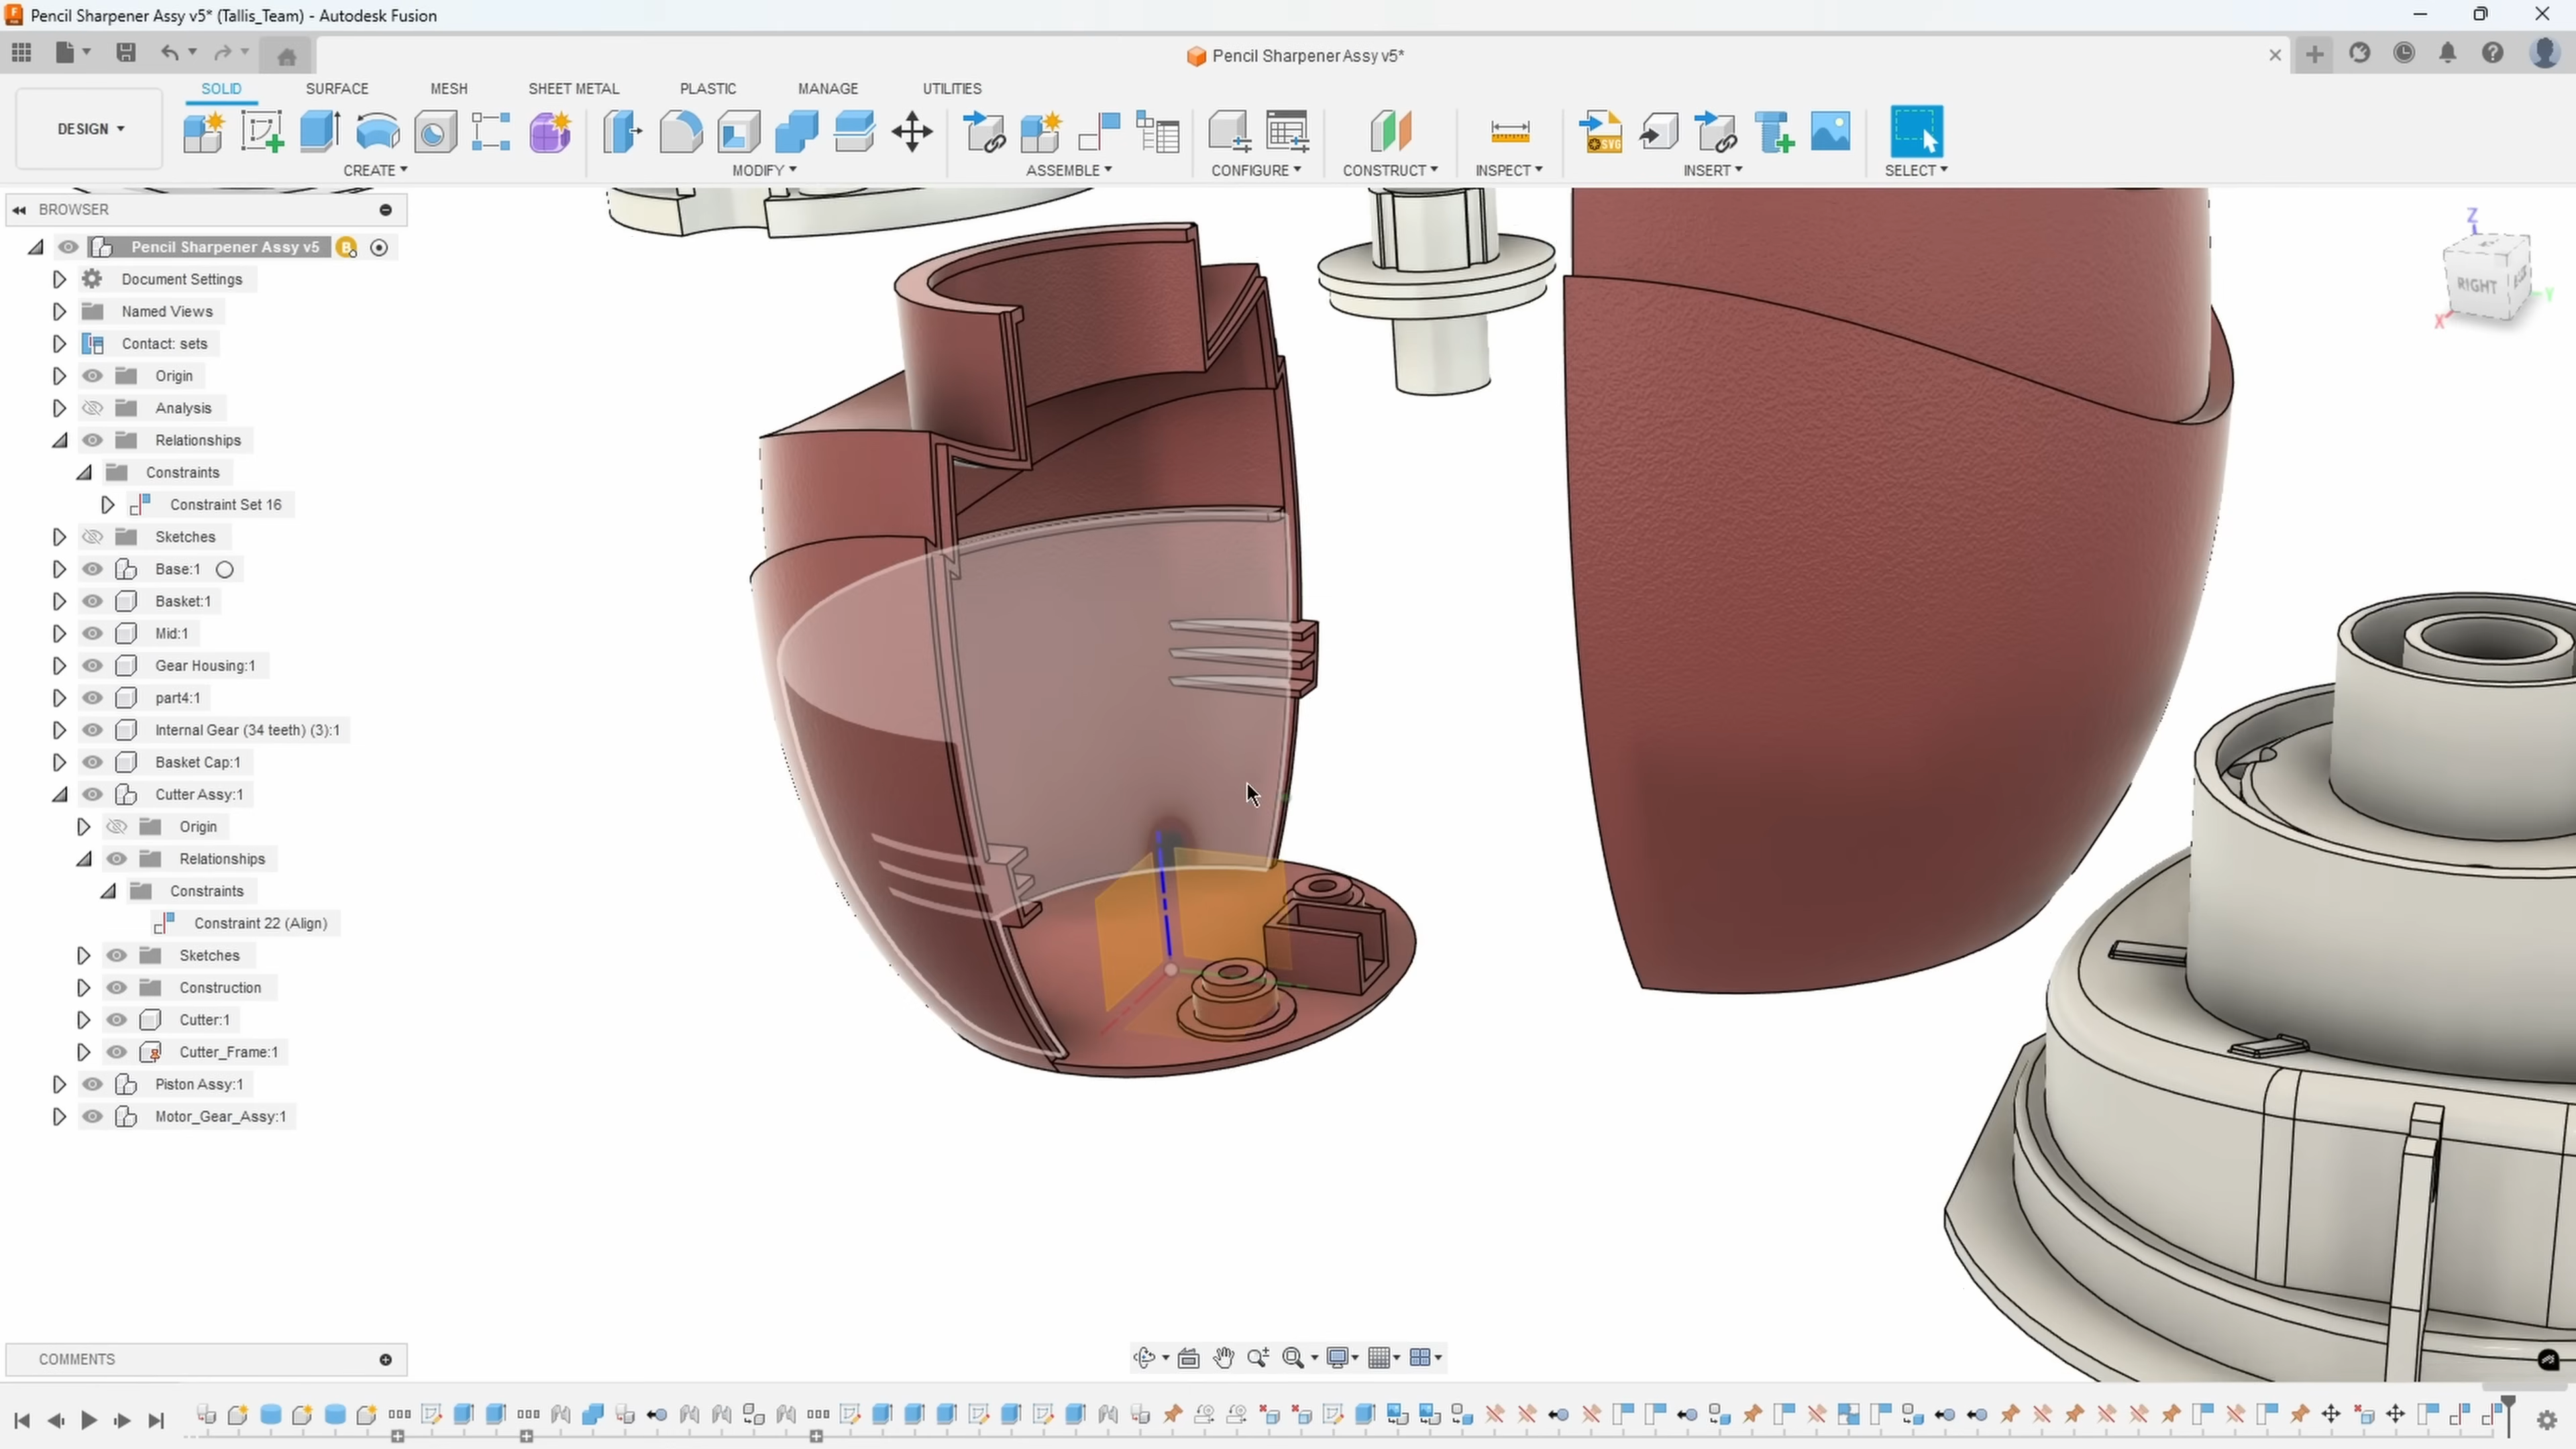 Pencil Sharpener Assy v5* (Tallis_Team) - Autodesk Fusion
Pencil Sharpener Assy v5*
SOLID SURFACE MESH SHEET METAL PLASTIC MANAGE UTILITIES
DESIGN
SVG
CREATE MODIFY ASSEMBLE CONFIGURE CONSTRUCT INSPECT INSERT SELECT
BROWSER
Pencil Sharpener Assy v5
Document Settings
Named Views
Contact: sets
Origin
Analysis
Relationships
Constraints
Constraint Set 16
Sketches
Base:1
Basket:1
Mid:1
Gear Housing:1
part4:1
Internal Gear (34 teeth) (3):1
Basket Cap:1
Cutter Assy:1
Origin
Relationships
Constraints
Constraint 22 (Align)
Sketches
Construction
Cutter:1
Cutter_Frame:1
Piston Assy:1
Motor_Gear_Assy:1
Z
RIGHT
Y
X
COMMENTS